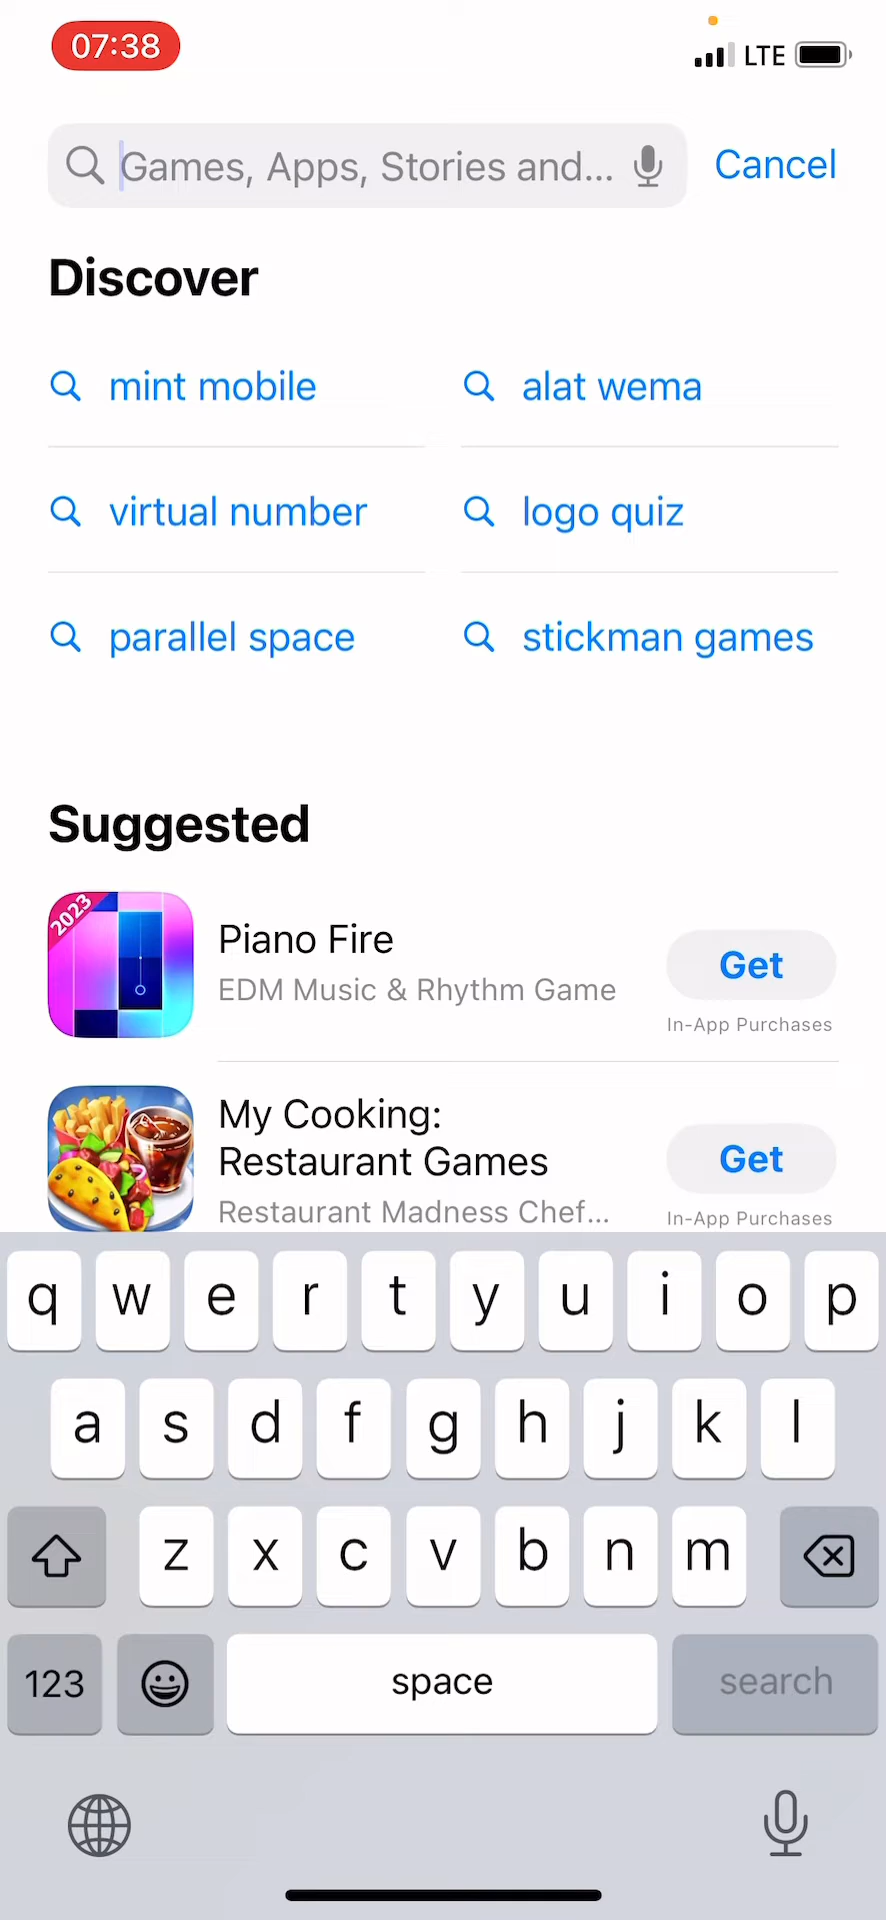 07:38
LTE
Games, Apps, Stories and...
Cancel
Discover
mint mobile
alat wema
virtual number
logo quiz
parallel space
stickman games
Suggested
2023
Piano Fire
EDM Music & Rhythm Game
Get
In-App Purchases
My Cooking:
Restaurant Games
Restaurant Madness Chef...
Get
In-App Purchases
q w e r t y u i o p
a s d f g h j k l
z x c v b n m
123
space
search